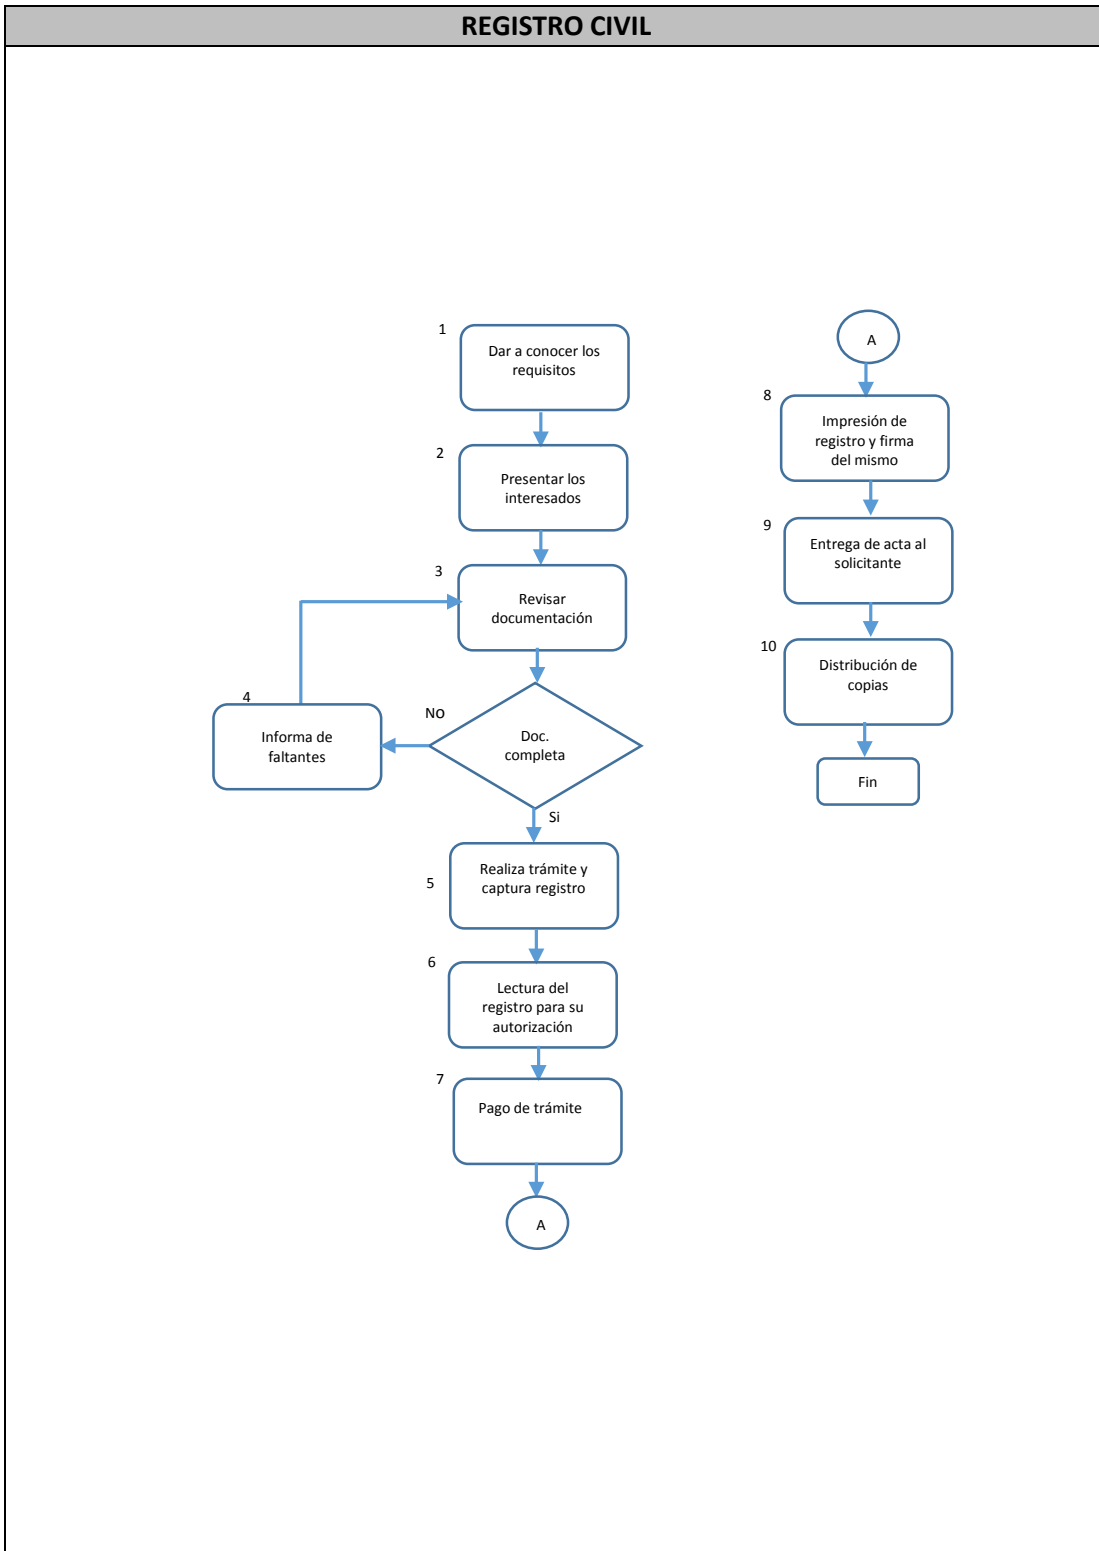 REGISTRO CIVIL
1
Dar a conocer los
requisitos
2
Presentar los
interesados
3
Revisar
documentación
4
Informa de
faltantes
No
Doc.
completa
Si
5
Realiza trámite y
captura registro
6
Lectura del
registro para su
autorización
7
Pago de trámite
A
A
8
Impresión de
registro y firma
del mismo
9
Entrega de acta al
solicitante
10
Distribución de
copias
Fin